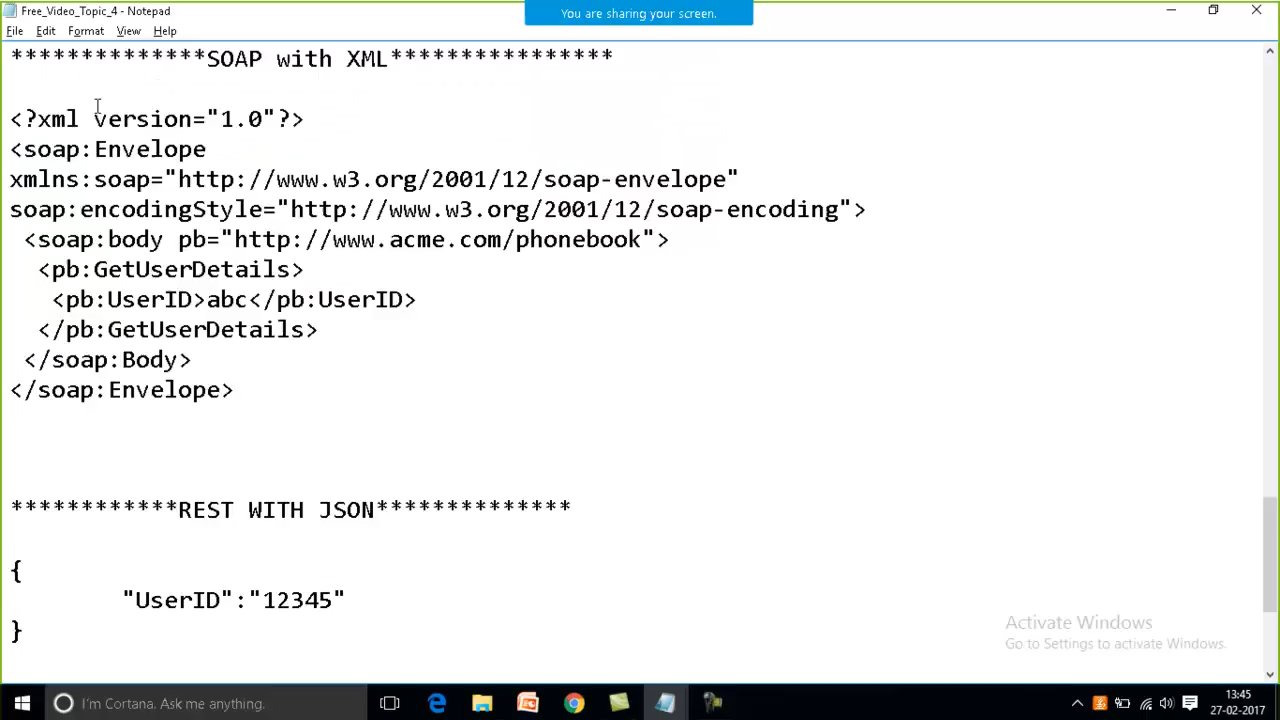 Free_Video_Topic_4 - Notepad
You are sharing your screen.
File Edit Format View Help
**************SOAP with XML****************
<?xml version="1.0"?>
<soap:Envelope
xmlns:soap="http://www.w3.org/2001/12/soap-envelope"
soap:encodingStyle="http://www.w3.org/2001/12/soap-encoding">
<soap:body pb="http://www.acme.com/phonebook">
<pb:GetUserDetails>
<pb:UserID>abc</pb:UserID>
</pb:GetUserDetails>
</soap:Body>
</soap:Envelope>
************REST WITH JSON**************
{
"UserID":"12345"
}
Activate Windows
Go to Settings to activate Windows.
I'm Cortana. Ask me anything.
13:45
27-02-2017